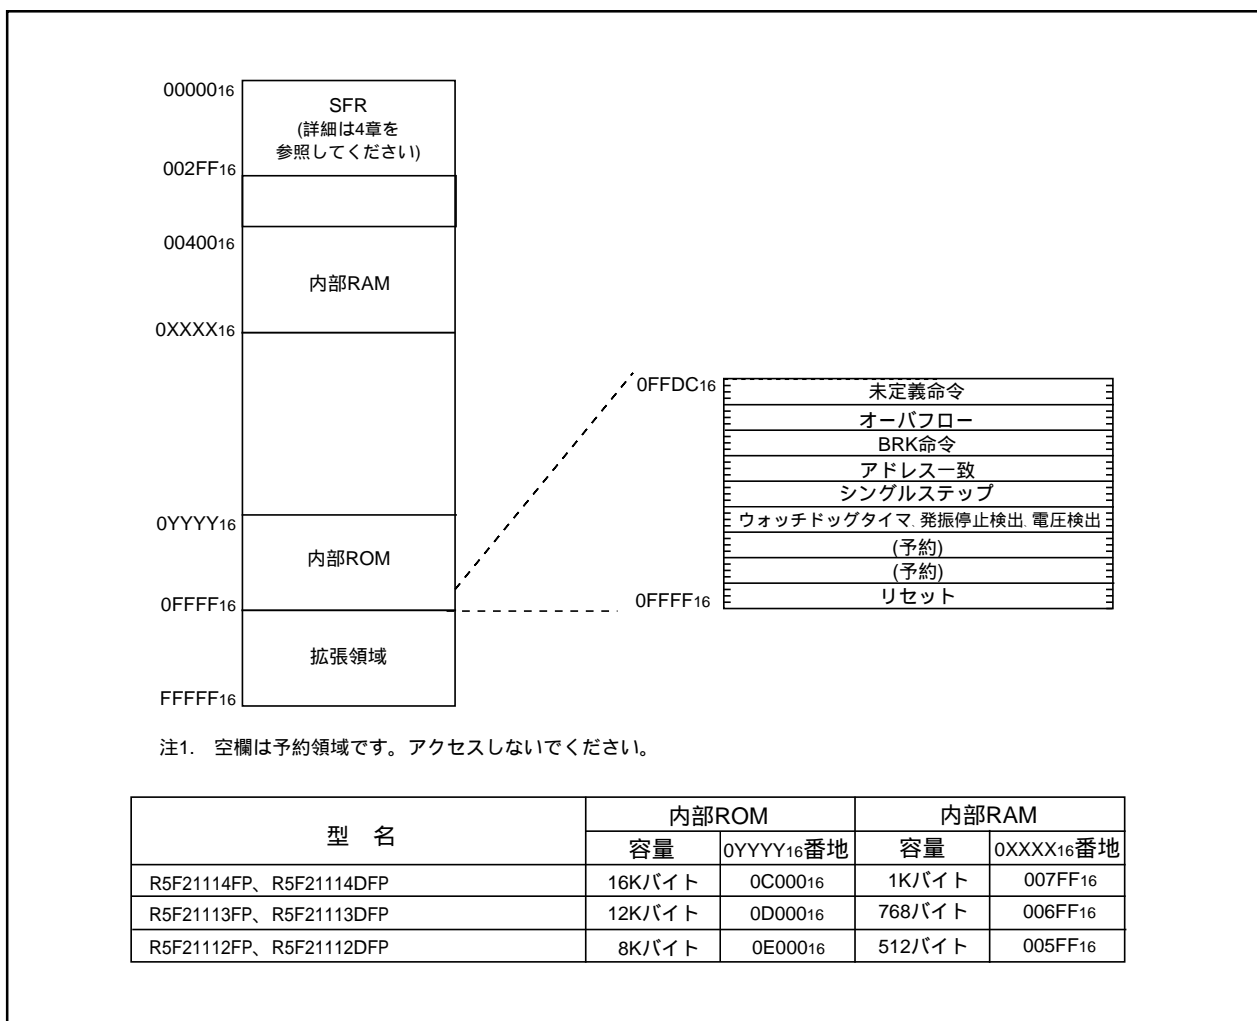 0000016
SFR
(詳細は4章を
参照してください)
002FF16
0040016
内部RAM
0XXXX16
0YYYY16
内部ROM
0FFFF16
拡張領域
FFFFF16
0FFDC16
未定義命令
オーバフロー
BRK命令
アドレス一致
シングルステップ
ウォッチドッグタイマ、発振停止検出、電圧検出
(予約)
(予約)
0FFFF16
リセット
注1. 空欄は予約領域です。アクセスしないでください。
型 名 内部ROM 内部RAM
容量 0YYYY16番地 容量 0XXXX16番地
R5F21114FP、R5F21114DFP 16Kバイト 0C00016 1Kバイト 007FF16
R5F21113FP、R5F21113DFP 12Kバイト 0D00016 768バイト 006FF16
R5F21112FP、R5F21112DFP 8Kバイト 0E00016 512バイト 005FF16